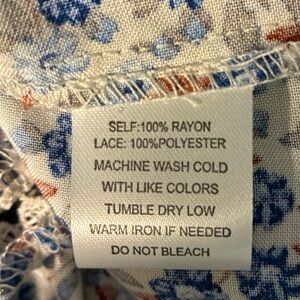 SELF:100% RAYON
LACE: 100%POLYESTER
MACHINE WASH COLD
WITH LIKE COLORS
TUMBLE DRY LOW
WARM IRON IF NEEDED
DO NOT BLEACH